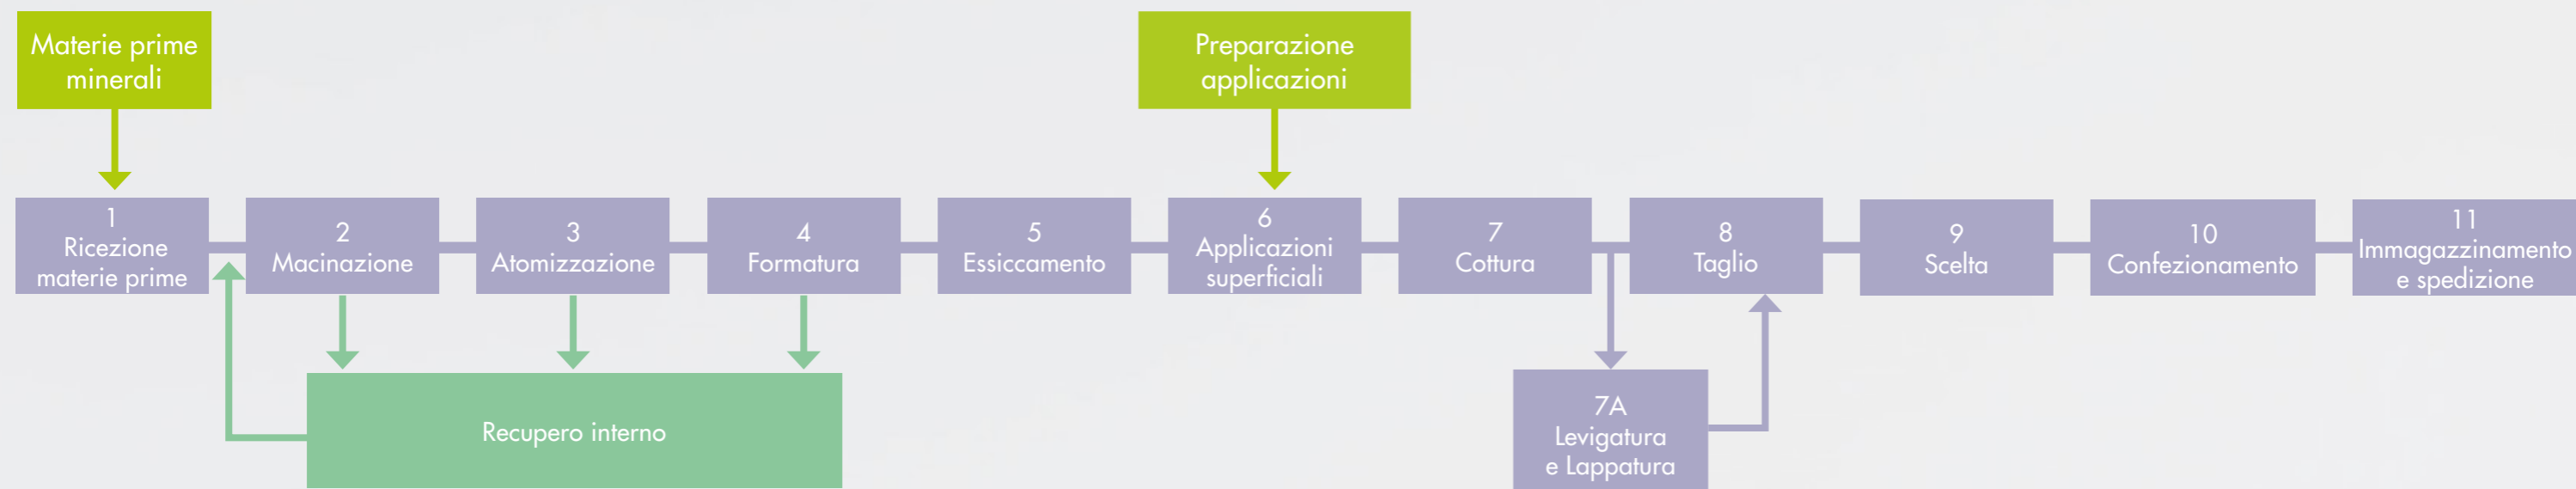 Materie prime
minerali
Preparazione
applicazioni
1
Ricezione
materie prime
2
Macinazione
3
Atomizzazione
4
Formatura
5
Essiccamento
6
Applicazioni
superficiali
7
Cottura
8
Taglio
9
Scelta
10
Confezionamento
11
Immagazzinamento
e spedizione
Recupero interno
7A
Levigatura
e Lappatura